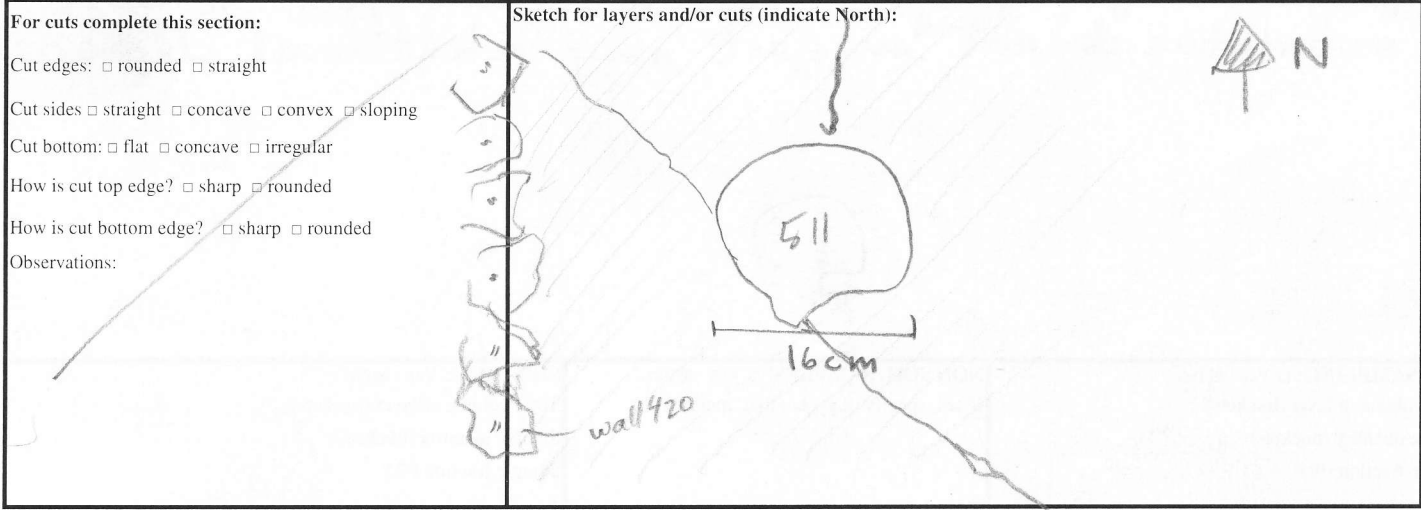 For cuts complete this section:
Cut edges: □ rounded □ straight
Cut sides □ straight □ concave □ convex □ sloping
Cut bottom: □ flat □ concave □ irregular
How is cut top edge? □ sharp □ rounded
How is cut bottom edge? □ sharp □ rounded
Observations:
Sketch for layers and/or cuts (indicate North):
N
511
16cm
"
"
wall 420